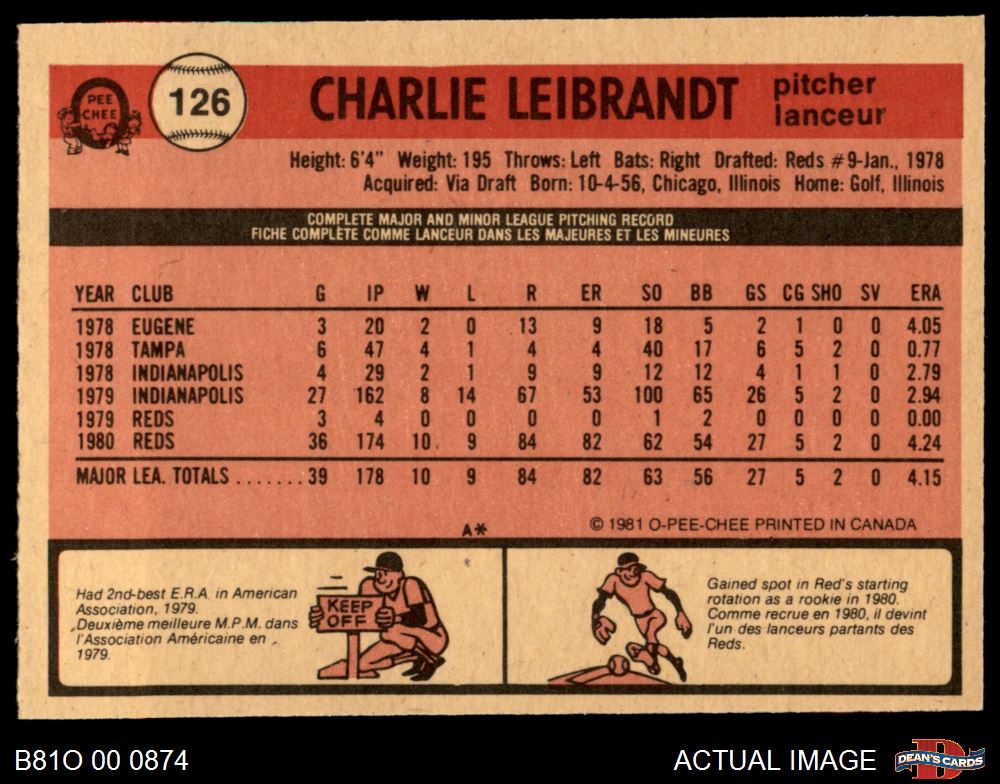 PEE
CHEE
126
CHARLIE LEIBRANDT
pitcher
lanceur
Height: 6'4" Weight: 195 Throws: Left Bats: Right Drafted: Reds #9-Jan., 1978
Acquired: Via Draft Born: 10-4-56, Chicago, Illinois Home: Golf, Illinois
COMPLETE MAJOR AND MINOR LEAGUE PITCHING RECORD
FICHE COMPLÈTE COMME LANCEUR DANS LES MAJEURES ET LES MINEURES
YEAR CLUB G IP W L R ER SO BB GS CG SHO SV ERA
1978 EUGENE 3 20 2 0 13 9 18 5 2 1 0 0 4.05
1978 TAMPA 6 47 4 1 4 4 40 17 6 5 2 0 0.77
1978 INDIANAPOLIS 4 29 2 1 9 9 12 12 4 1 1 0 2.79
1979 INDIANAPOLIS 27 162 8 14 67 53 100 65 26 5 2 0 2.94
1979 REDS 3 4 0 0 0 0 1 2 0 0 0 0 0.00
1980 REDS 36 174 10 9 84 82 62 54 27 5 2 0 4.24
MAJOR LEA. TOTALS .......39 178 10 9 84 82 63 56 27 5 2 0 4.15
A* © 1981 O-PEE-CHEE PRINTED IN CANADA
Had 2nd-best E.R.A. in American
Association, 1979.
Deuxième meilleure M.P.M. dans
l'Association Américaine en
1979.
KEEP
OFF
Gained spot in Red's starting
rotation as a rookie in 1980.
Comme recrue en 1980, il devint
l'un des lanceurs partants des
Reds.
B81O 00 0874
ACTUAL IMAGE
DEAN'S CARDS